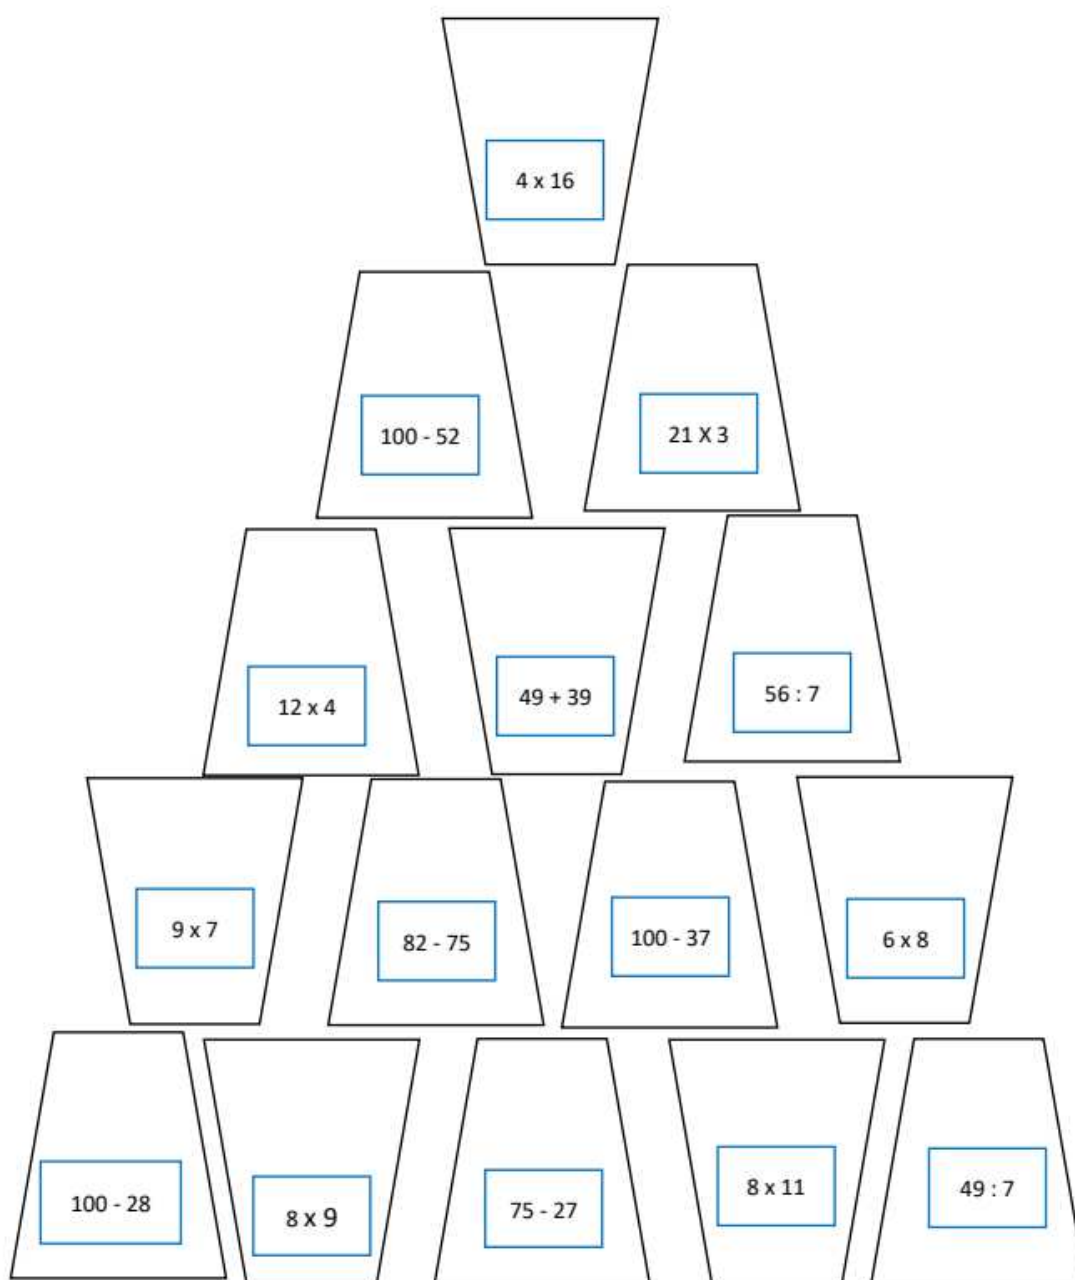 4 x 16
100 - 52
21 X 3
12 x 4
49 + 39
56 : 7
9 x 7
82 - 75
100 - 37
6 x 8
100 - 28
8 x 9
75 - 27
8 x 11
49 : 7